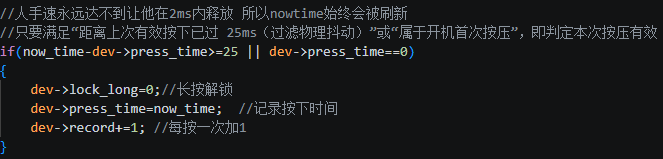 //人手速永远达不到让他在2ms内释放 所以nowtime始终会被刷新
//只要满足“距离上次有效按下已过 25ms（过滤物理抖动）”或“属于开机首次按压”，即判定本次按压有效
if(now_time-dev->press_time>=25 || dev->press_time==0)
{
    dev->lock_long=0;//长按解锁
    dev->press_time=now_time;  //记录按下时间
    dev->record+=1; //每按一次加1
}